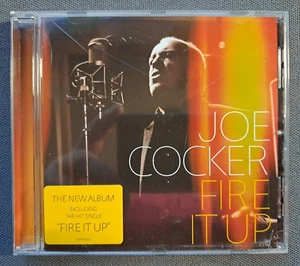 JOE
COCKER
FIRE
IT UP
THE NEW ALBUM
INCLUDING
THE HIT SINGLE
"FIRE IT UP"